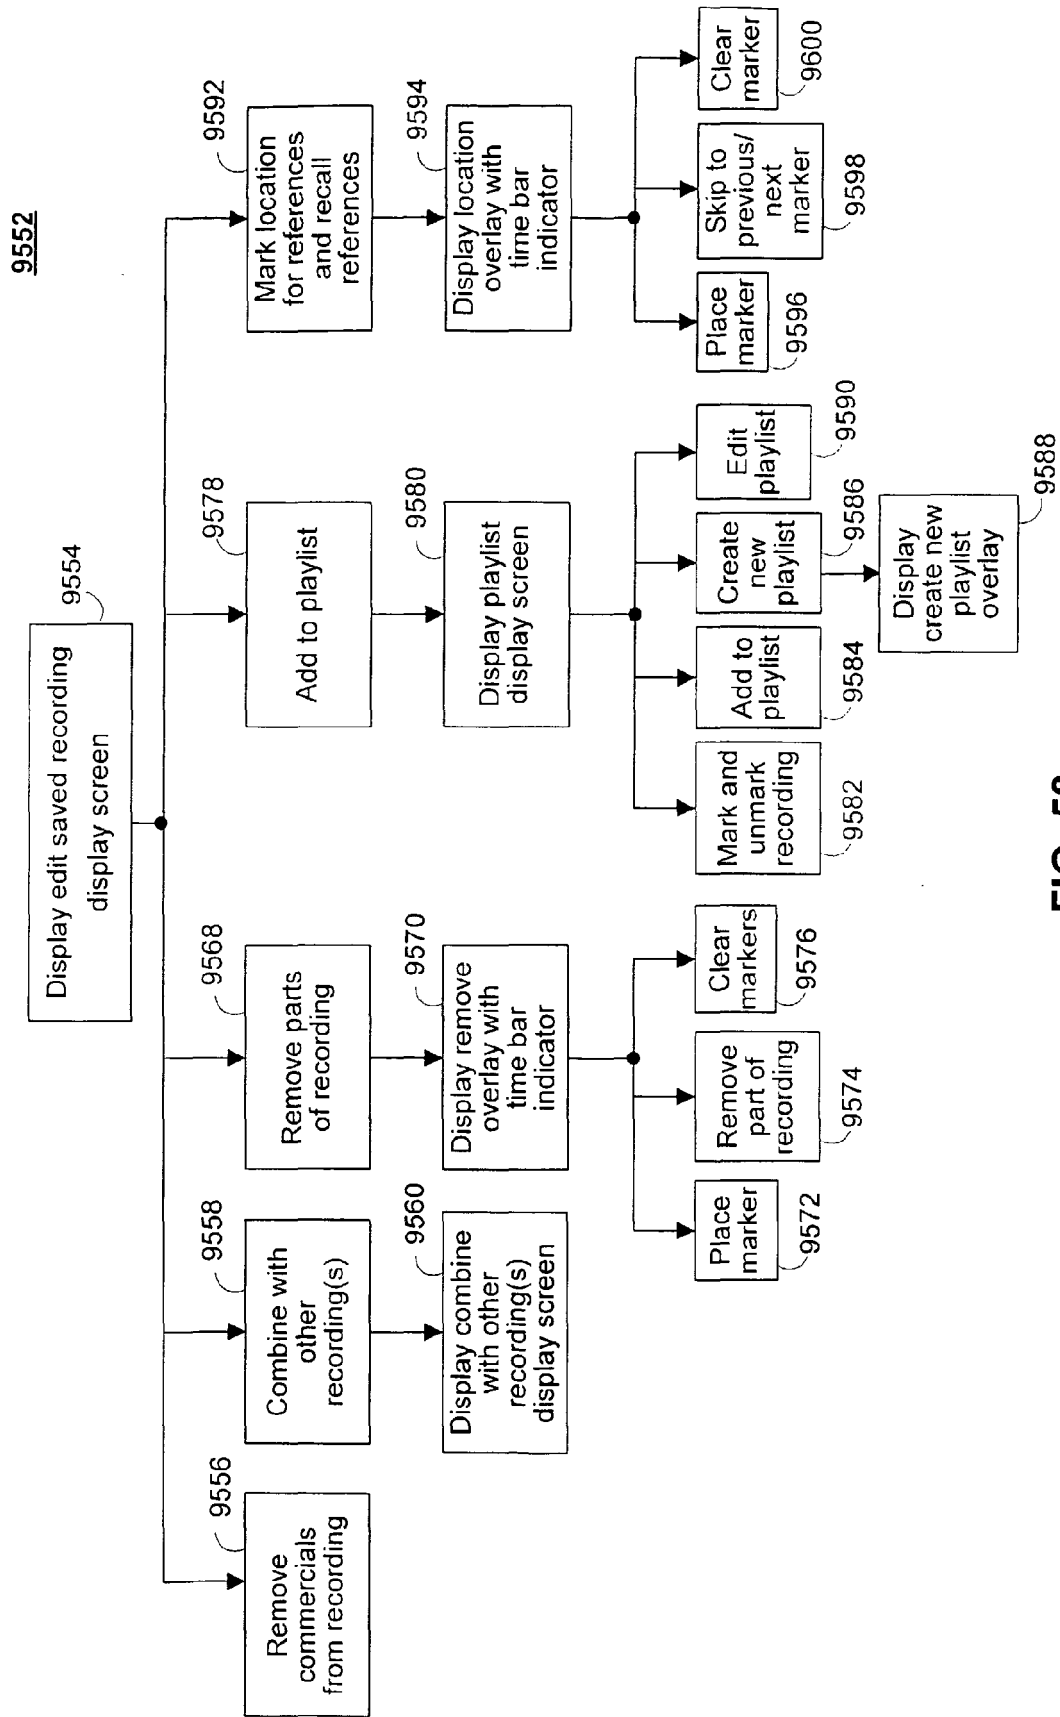 9552
Display edit saved recording
display screen
9554
Remove
commercials
from recording
9556
Combine with
other
recording(s)
9558
Display combine
with other
recording(s)
display screen
9560
Remove parts
of recording
9568
Display remove
overlay with
time bar
indicator
9570
Place
marker
9572
Remove
part of
recording
9574
Clear
markers
9576
Add to playlist
9578
Display playlist
display screen
9580
Mark and
unmark
recording
9582
Add to
playlist
9584
Create
new
playlist
9586
Display
create new
playlist
overlay
9588
Edit
playlist
9590
Mark location
for references
and recall
references
9592
Display location
overlay with
time bar
indicator
9594
Place
marker
9596
Skip to
previous/
next
marker
9598
Clear
marker
9600
FIG.